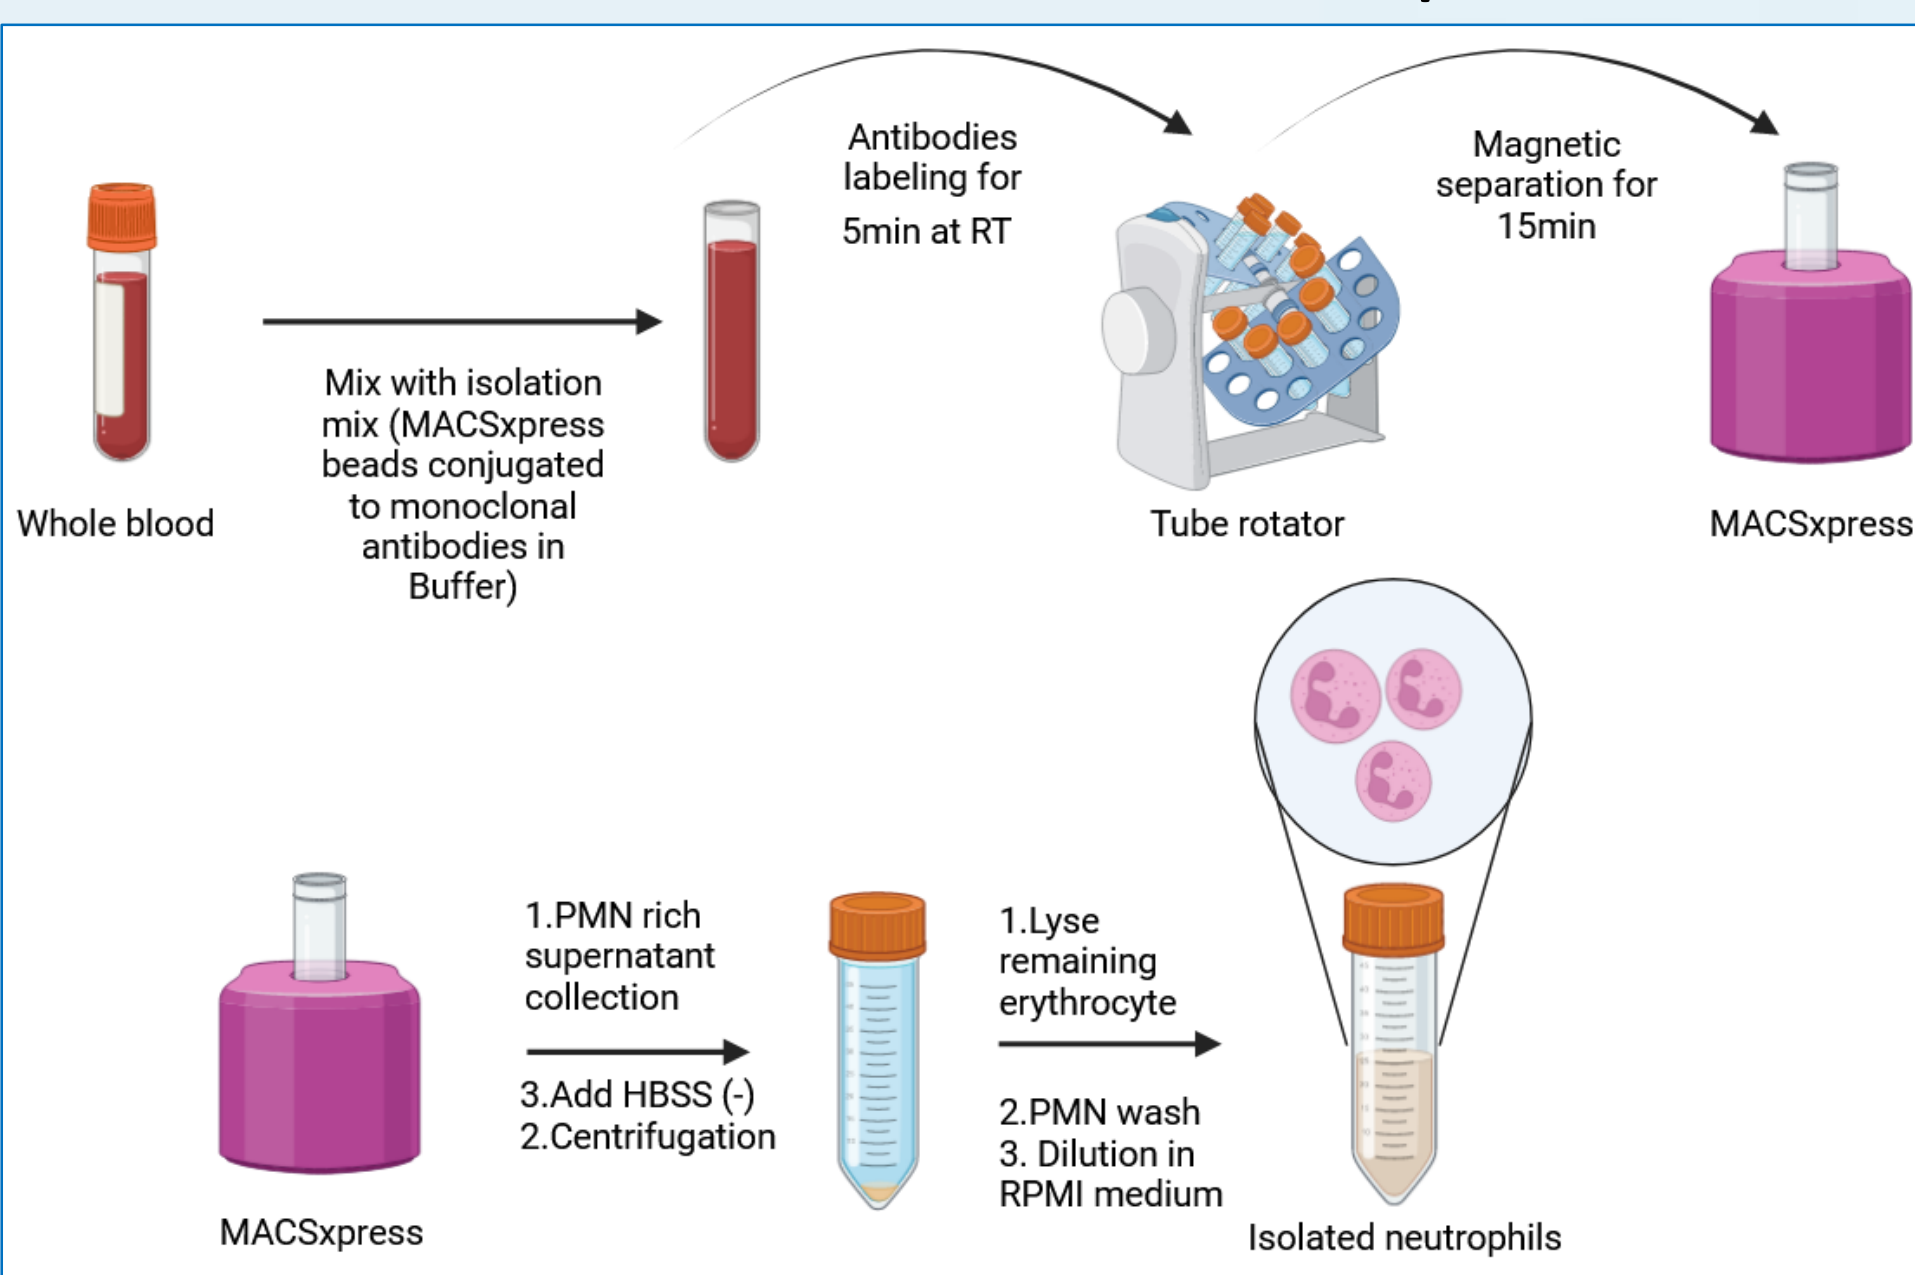 Whole blood
Mix with isolation
mix (MACSxpress
beads conjugated
to monoclonal
antibodies in
Buffer)
Antibodies
labeling for
5min at RT
Tube rotator
Magnetic
separation for
15min
MACSxpress
MACSxpress
1.PMN rich
supernatant
collection
3.Add HBSS (-)
2.Centrifugation
1.Lyse
remaining
erythrocyte
2.PMN wash
3. Dilution in
RPMI medium
Isolated neutrophils